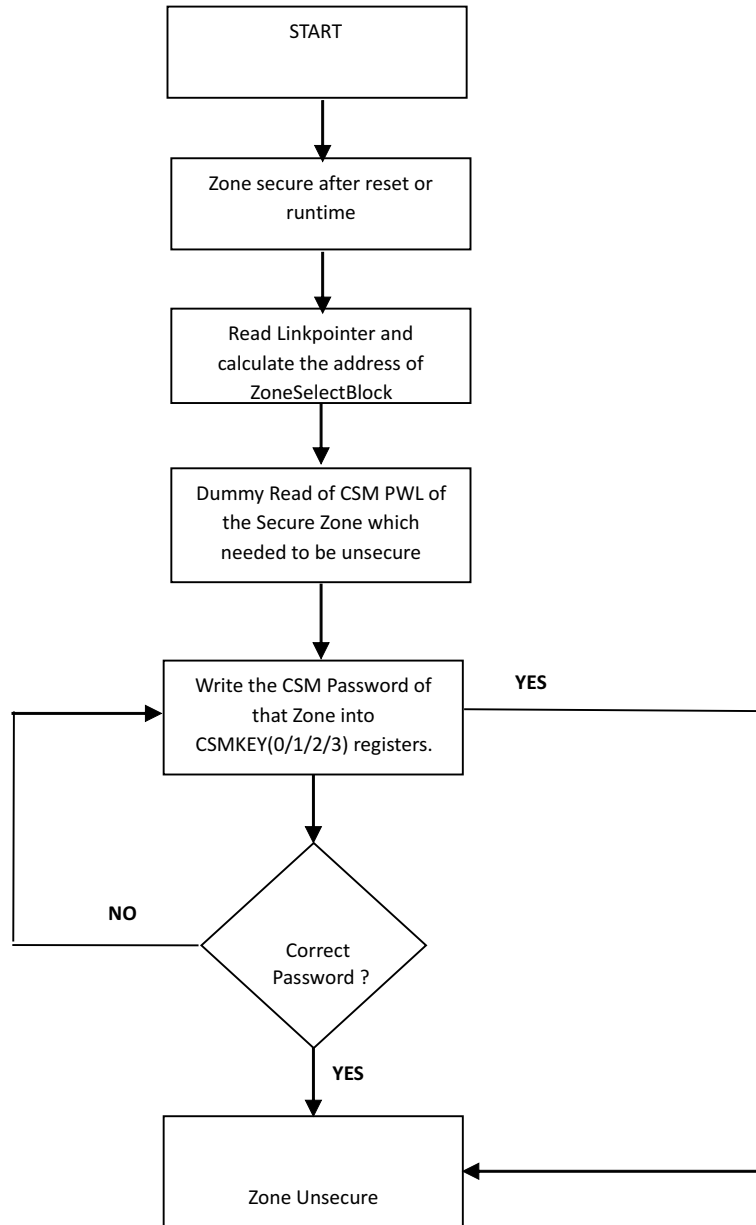 START
Zone secure after reset or
runtime
Read Linkpointer and
calculate the address of
ZoneSelectBlock
Dummy Read of CSM PWL of
the Secure Zone which
needed to be unsecure
Write the CSM Password of
that Zone into
CSMKEY(0/1/2/3) registers.
YES
NO
Correct
Password ?
YES
Zone Unsecure